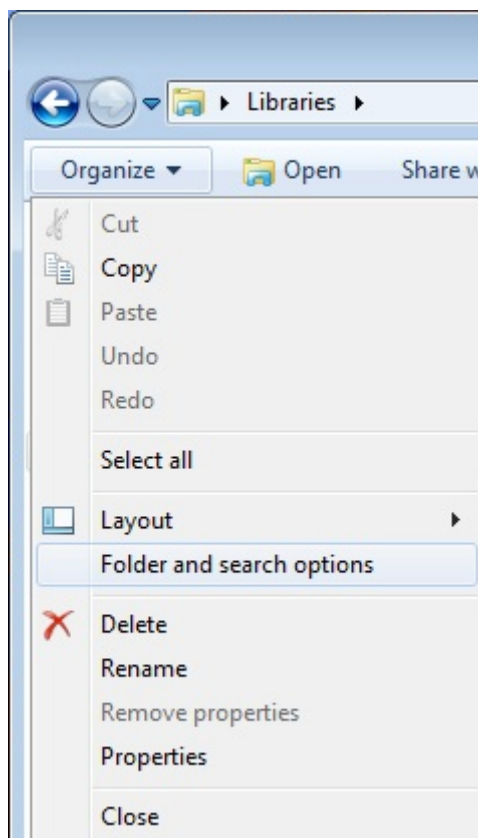 Libraries
Organize Open Share w
Cut
Copy
Paste
Undo
Redo
Select all
Layout
Folder and search options
Delete
Rename
Remove properties
Properties
Close